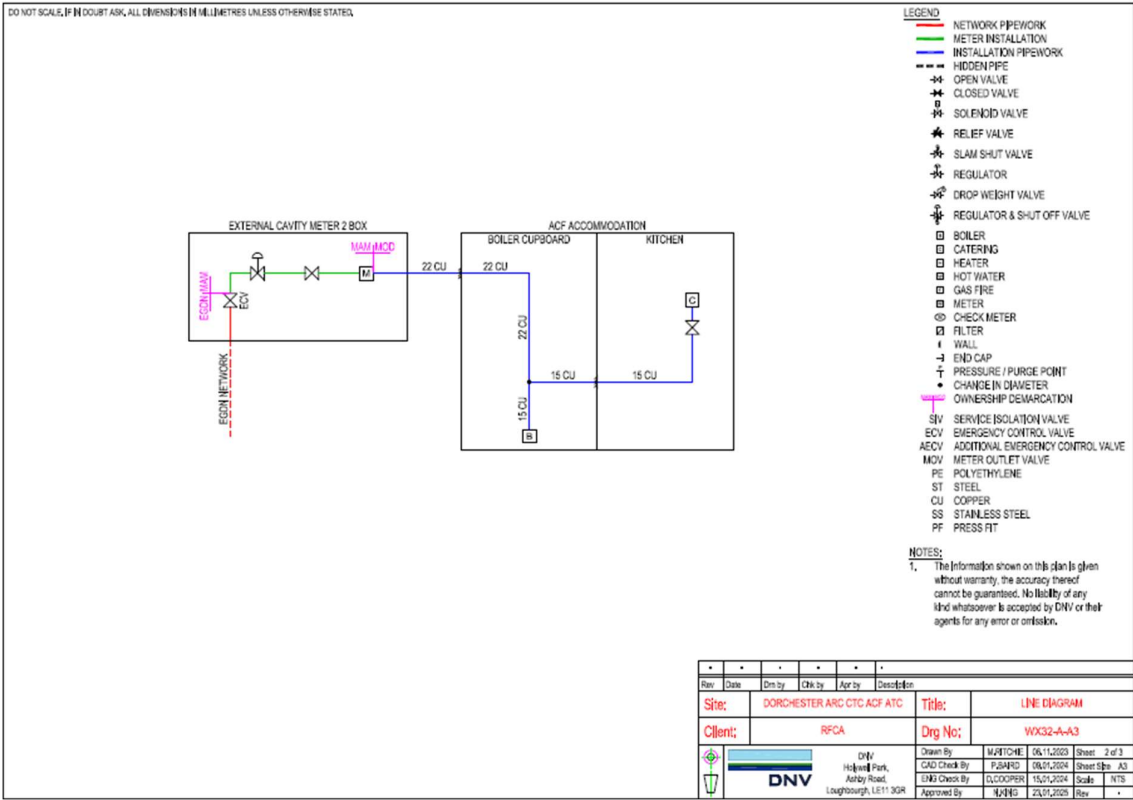 DO NOT SCALE, IF IN DOUBT ASK. ALL DIMENSIONS IN MILLIMETRES UNLESS OTHERWISE STATED.
LEGEND
NETWORK PIPEWORK
METER INSTALLATION
INSTALLATION PIPEWORK
HIDDEN PIPE
OPEN VALVE
CLOSED VALVE
SOLENOID VALVE
RELIEF VALVE
SLAM SHUT VALVE
REGULATOR
DROP WEIGHT VALVE
REGULATOR & SHUT OFF VALVE
BOILER
CATERING
HEATER
HOT WATER
GAS FIRE
METER
CHECK METER
FILTER
WALL
END CAP
PRESSURE / PURGE POINT
CHANGE IN DIAMETER
OWNERSHIP DEMARCATION
SIV SERVICE ISOLATION VALVE
ECV EMERGENCY CONTROL VALVE
AECV ADDITIONAL EMERGENCY CONTROL VALVE
MOV METER OUTLET VALVE
PE POLYETHYLENE
ST STEEL
CU COPPER
SS STAINLESS STEEL
PF PRESS FIT
NOTES:
1. The information shown on this plan is given
without warranty, the accuracy thereof
cannot be guaranteed. No liability of any
kind whatsoever is accepted by DNV or their
agents for any error or omission.
EXTERNAL CAVITY METER 2 BOX
MAM MOD
EGDN MAM
ECV
M
EGDN NETWORK
22 CU
ACF ACCOMMODATION
BOILER CUPBOARD
KITCHEN
22 CU
22 CU
15 CU
15 CU
15 CU
B
C
Rev Date Drn by Chk by Apr by Description
Site: DORCHESTER ARC CTC ACF ATC
Title: LINE DIAGRAM
Client: RFCA
Drg No: WX32-A-A3
DNV
DNV
Holywell Park,
Ashby Road,
Loughbourgh, LE11 3GR
Drawn By M.RITCHIE 06.11.2023 Sheet 2 of 3
CAD Check By P.BAIRD 09.01.2024 Sheet Size A3
ENG Check By D.COOPER 15.01.2024 Scale NTS
Approved By N.KING 23.01.2025 Rev